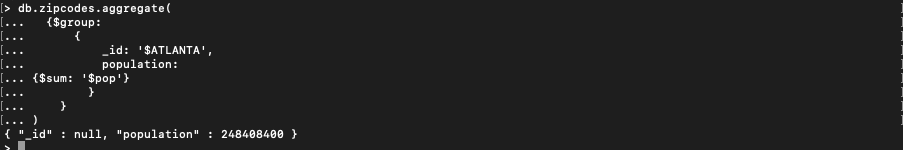 [> db.zipcodes.aggregate(
[...    {$group:
[...        {
[...            _id: '$ATLANTA',
[...            population:
[... {$sum: '$pop'}
[...          }
[...      }
[... )
{ "_id" : null, "population" : 248408400 }
>